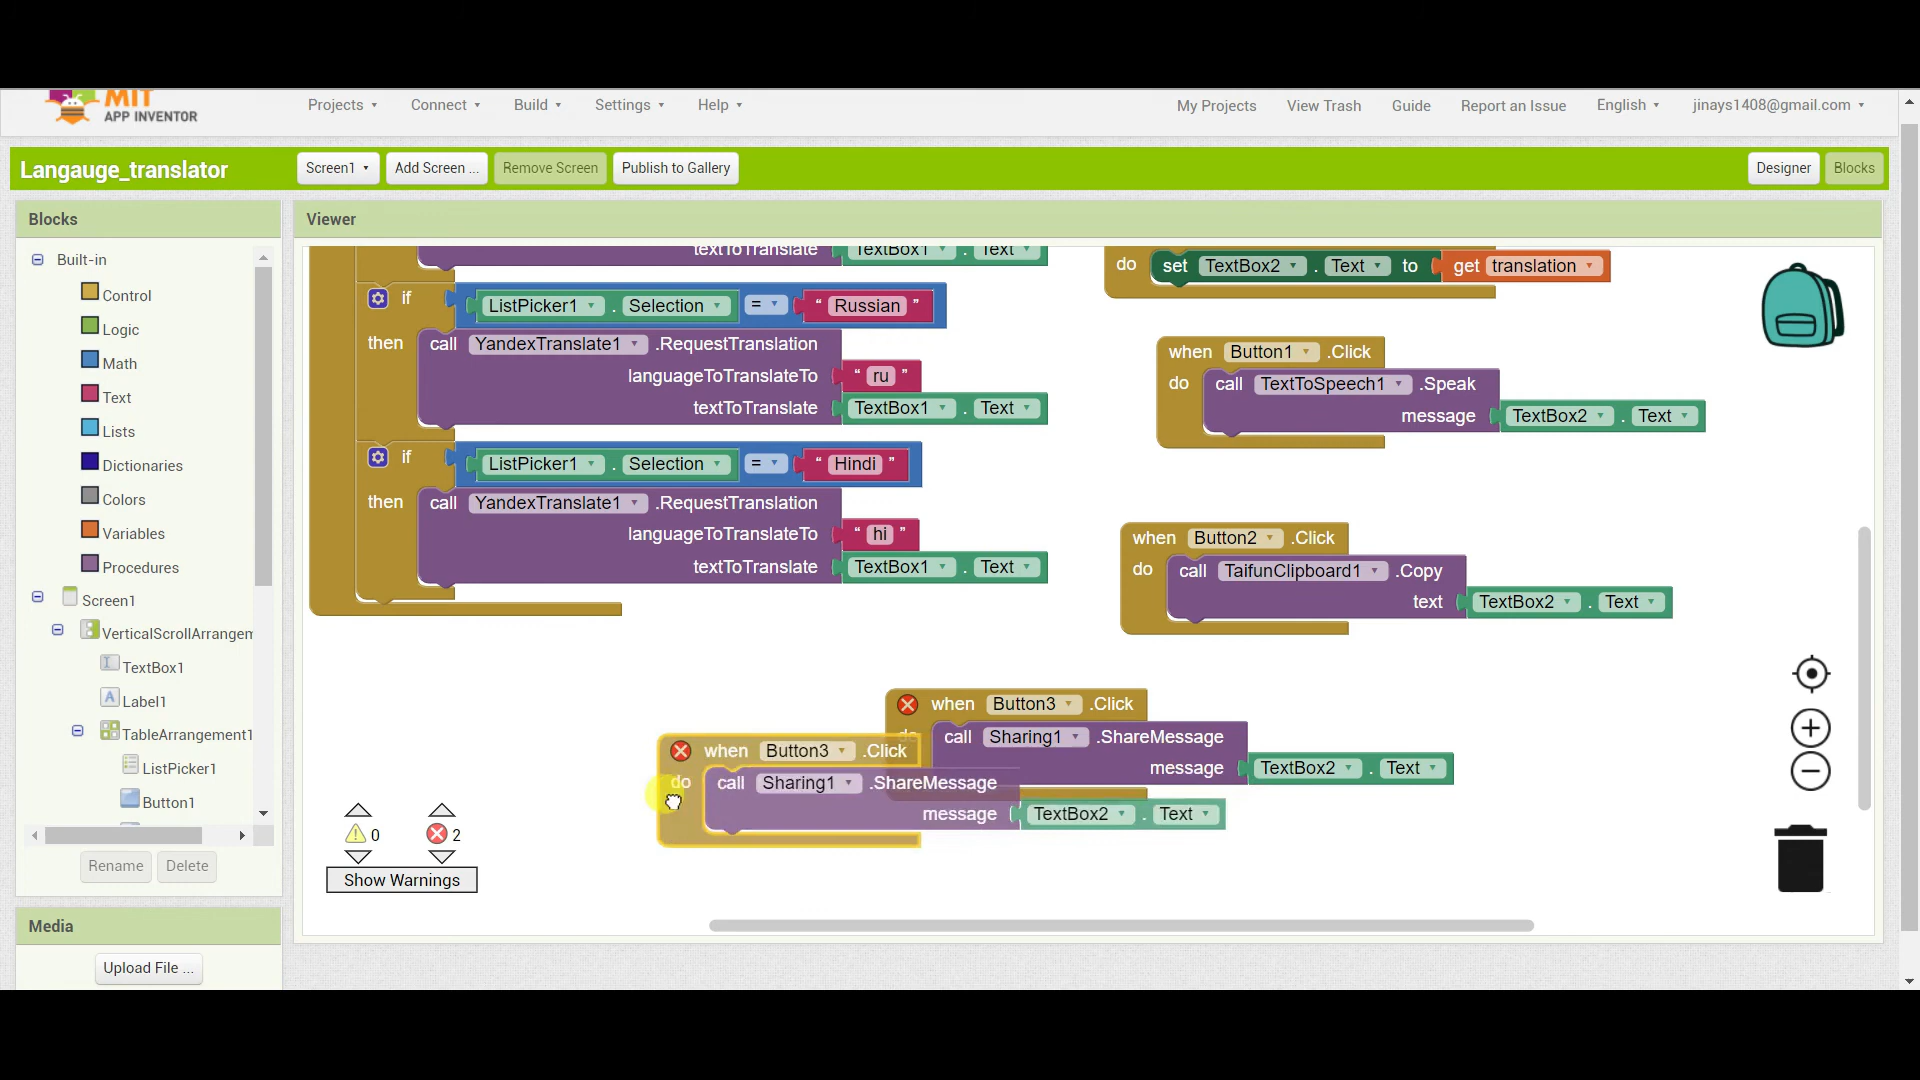 MIT
APP INVENTOR
Projects Connect Build Settings Help My Projects View Trash Guide Report an Issue English jinays1408@gmail.com
Langauge_translator Screen1 Add Screen ... Remove Screen Publish to Gallery Designer Blocks
Blocks
Built-in
Control
Logic
Math
Text
Lists
Dictionaries
Colors
Variables
Procedures
Screen1
VerticalScrollArrangem
TextBox1
Label1
TableArrangement1
ListPicker1
Button1
Rename Delete
Media
Upload File ...
Viewer
textToTranslate TextBox1 . Text
if ListPicker1 . Selection = “ Russian ”
then call YandexTranslate1 .RequestTranslation
languageToTranslateTo “ ru ”
textToTranslate TextBox1 . Text
if ListPicker1 . Selection = “ Hindi ”
then call YandexTranslate1 .RequestTranslation
languageToTranslateTo “ hi ”
textToTranslate TextBox1 . Text
do set TextBox2 . Text to get translation
when Button1 .Click
do call TextToSpeech1 .Speak
message TextBox2 . Text
when Button2 .Click
do call TaifunClipboard1 .Copy
text TextBox2 . Text
when Button3 .Click
do call Sharing1 .ShareMessage
message TextBox2 . Text
when Button3 .Click
do call Sharing1 .ShareMessage
message TextBox2 . Text
0 2
Show Warnings